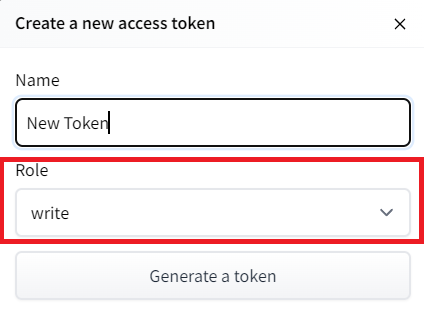 Create a new access token
Name
New Token
Role
write
Generate a token